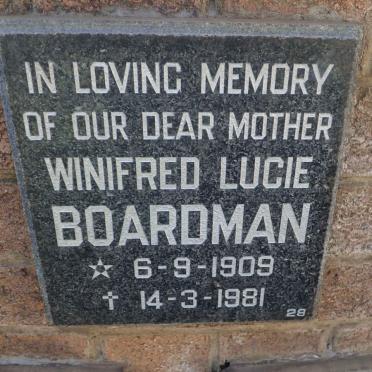 IN LOVING MEMORY
OF OUR DEAR MOTHER
WINIFRED LUCIE
BOARDMAN
☆ 6-9-1909
† 14-3-1981
28